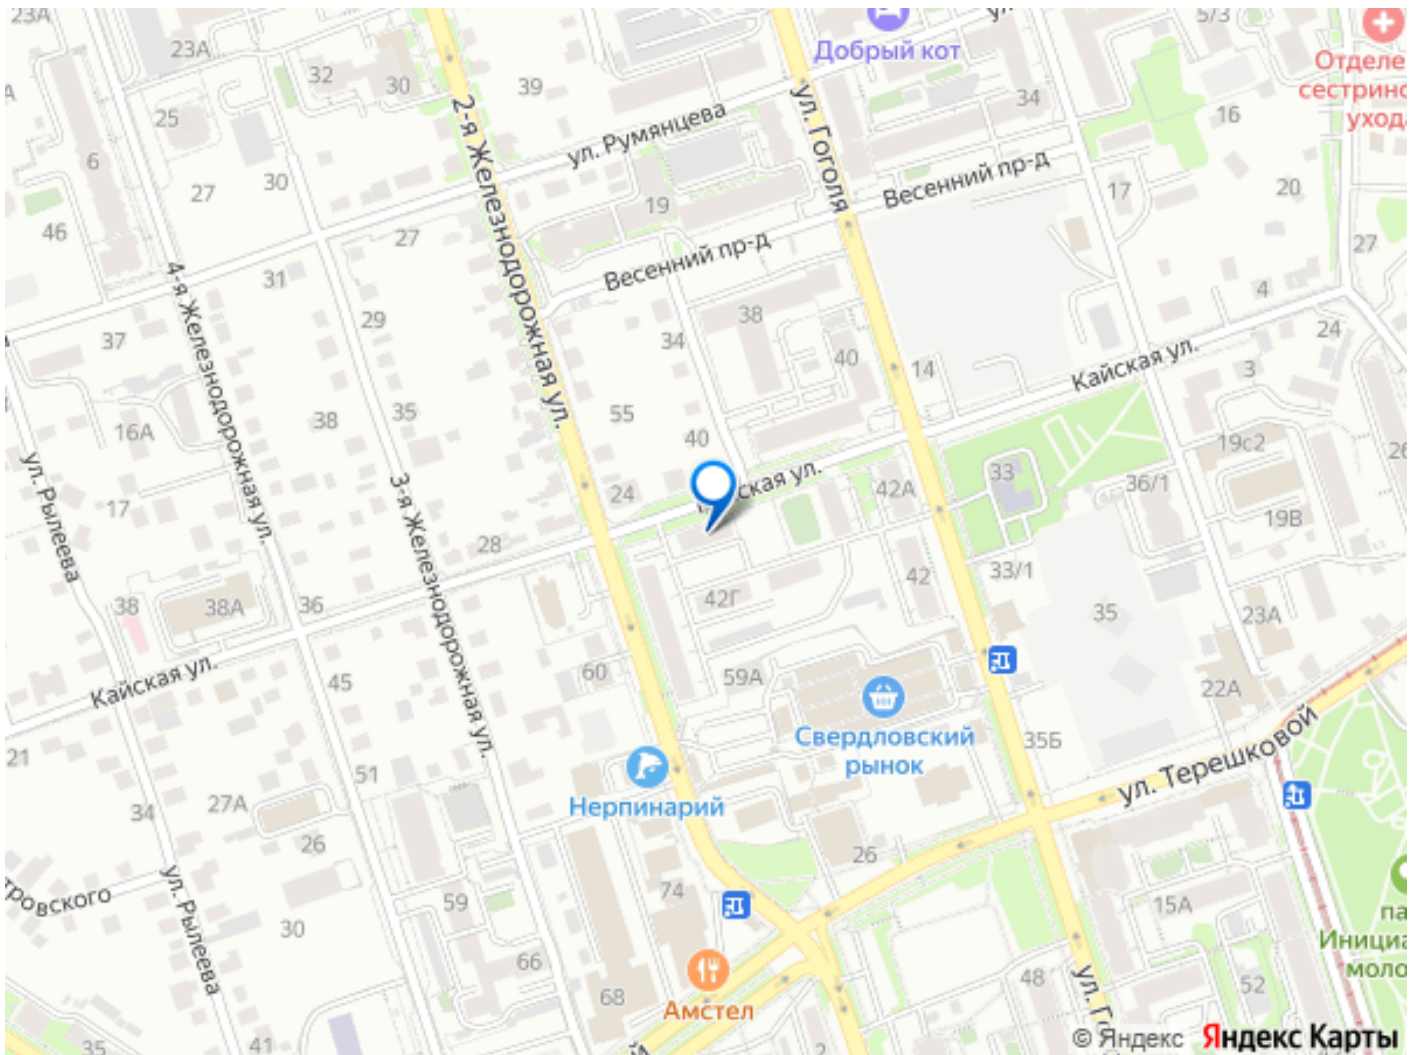 23А
23А
32
30
39
Добрый кот
5/3
Отделе
сестрино
ухода
34
16
25
6
27
30
2-я Железнодорожная ул.
ул. Румянцева
ул. Гоголя
Весенний пр-д
17
20
46
27
19
Весенний пр-д
27
31
4-я Железнодорожная ул.
4
37
29
34
38
40
14
24
Кайская ул.
3
16А
38
35
55
40
19с2
26
ул. Рылеева
17
3-я Железнодорожная ул.
24
ская ул.
42А
33
36/1
19В
28
38
38А
36
42Г
42
33/1
35
23А
Кайская ул.
45
60
59А
22А
21
Свердловский
рынок
35Б
ул. Терешковой
51
Нерпинарий
34
27А
26
26
ул. Рылеева
тровского
59
74
15А
30
па
Инициа
моло
66
68
Амстел
48
52
ул. Го
35
41
2
й
© Яндекс Яндекс Карты